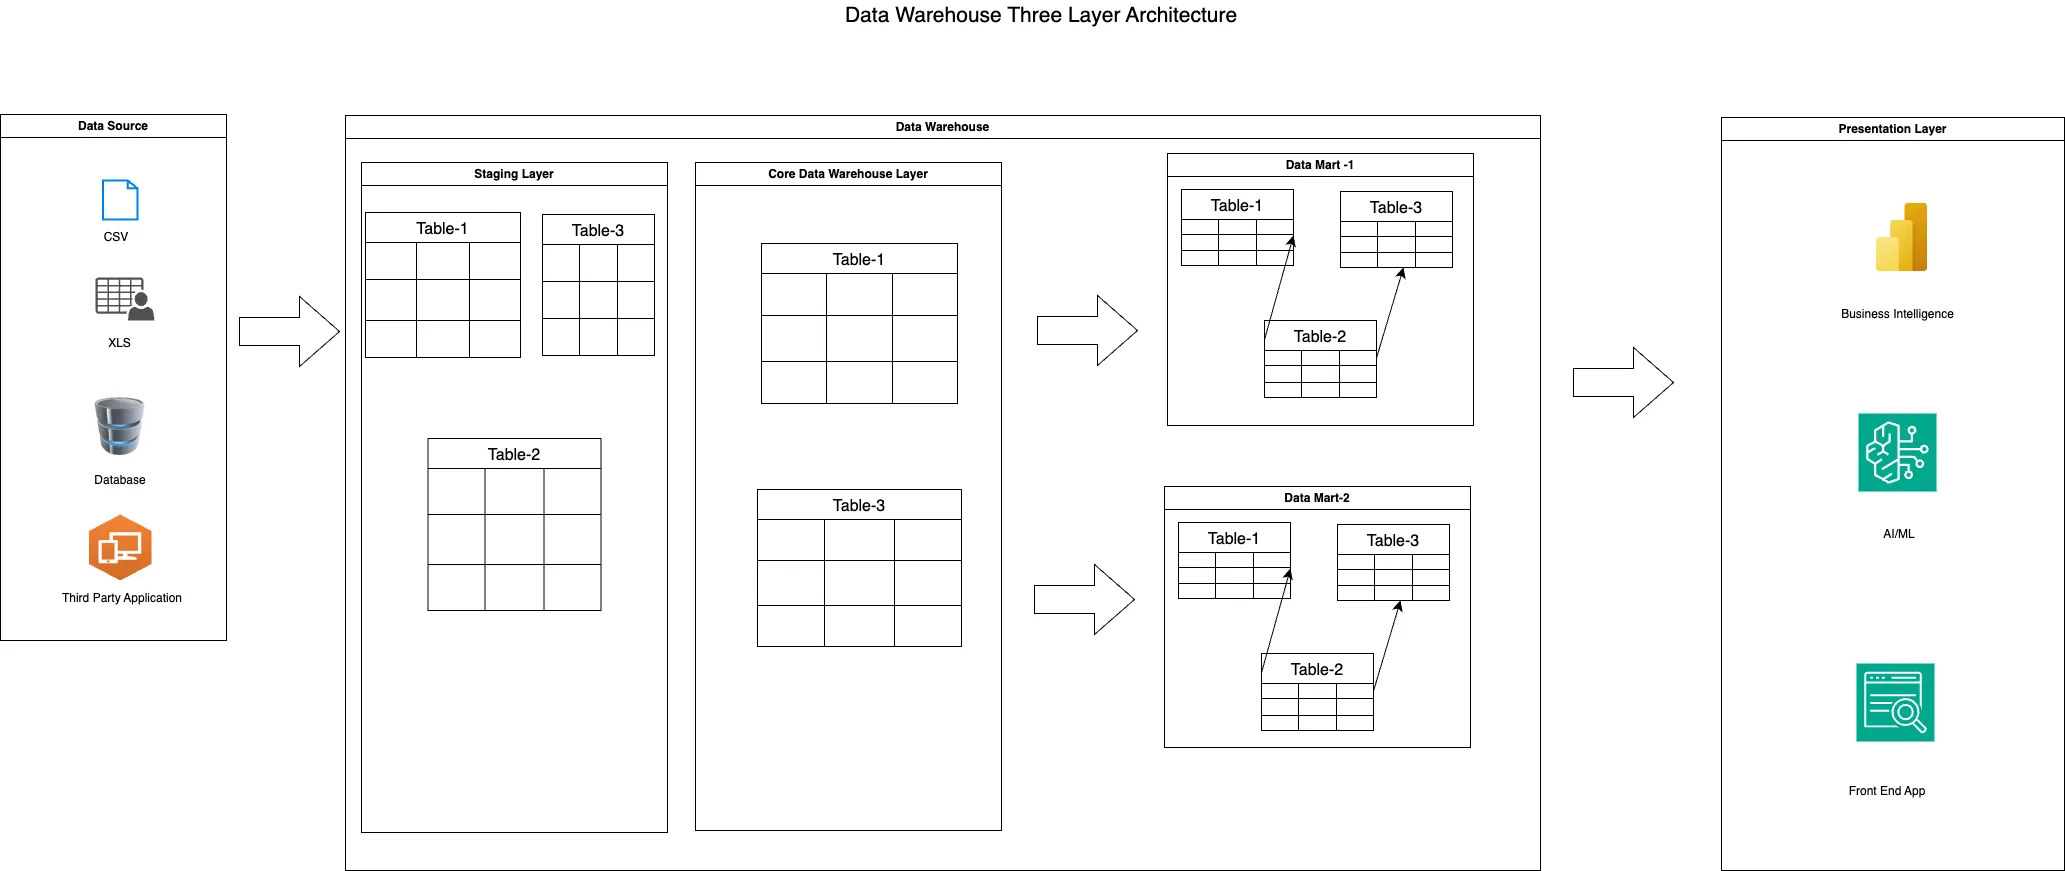 Data Warehouse Three Layer Architecture
Data Source
CSV
XLS
Database
Third Party Application
Data Warehouse
Staging Layer
Table-1
Table-3
Table-2
Core Data Warehouse Layer
Table-1
Table-3
Data Mart -1
Table-1
Table-3
Table-2
Data Mart-2
Table-1
Table-3
Table-2
Presentation Layer
Business Intelligence
AI/ML
Front End App